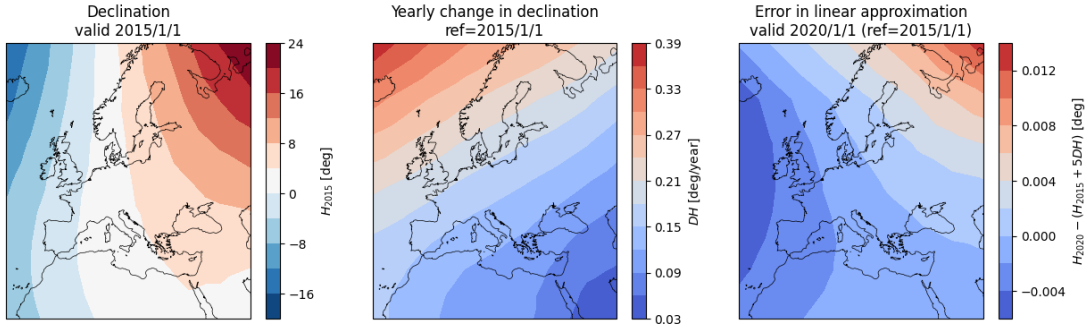 Declination
valid 2015/1/1
24
16
8
0
−8
−16
H2015 [deg]
Yearly change in declination
ref=2015/1/1
0.39
0.33
0.27
0.21
0.15
0.09
0.03
DH [deg/year]
Error in linear approximation
valid 2020/1/1 (ref=2015/1/1)
0.012
0.008
0.004
0.000
−0.004
H2020 − (H2015 + 5DH) [deg]